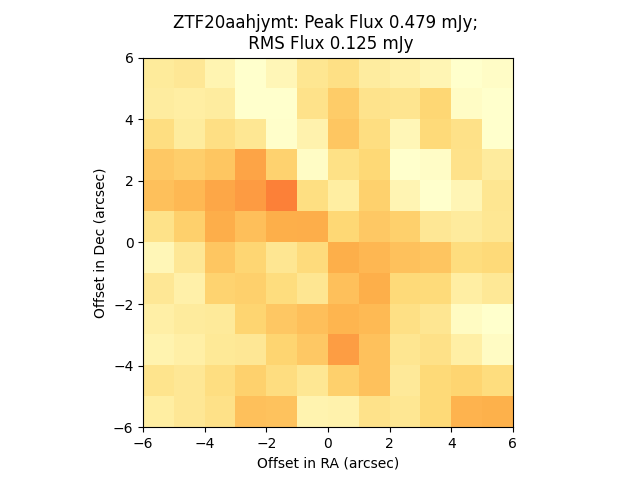 ZTF20aahjymt: Peak Flux 0.479 mJy;
RMS Flux 0.125 mJy
6
4
2
0
−2
−4
−6
Offset in Dec (arcsec)
−6 −4 −2 0 2 4 6
Offset in RA (arcsec)